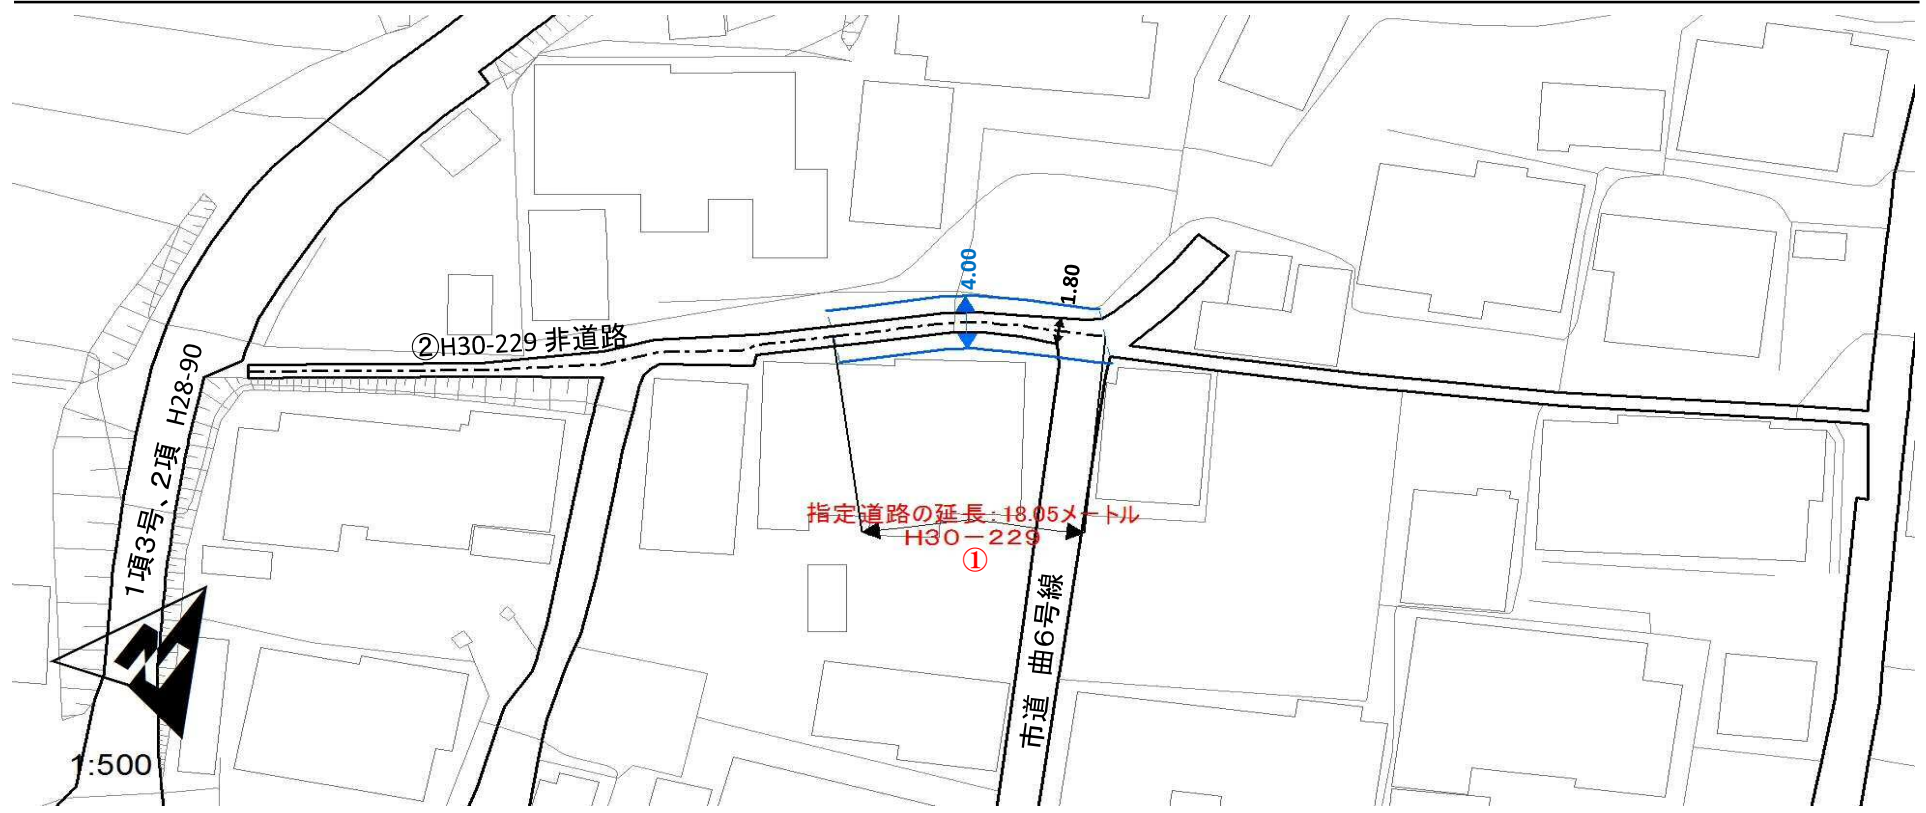 4.00
1.80
②H30-229 非道路
1項3号、2項 H28-90
指定道路の延長:18.05メートル
H30-229
①
市道 曲6号線
N
1:500